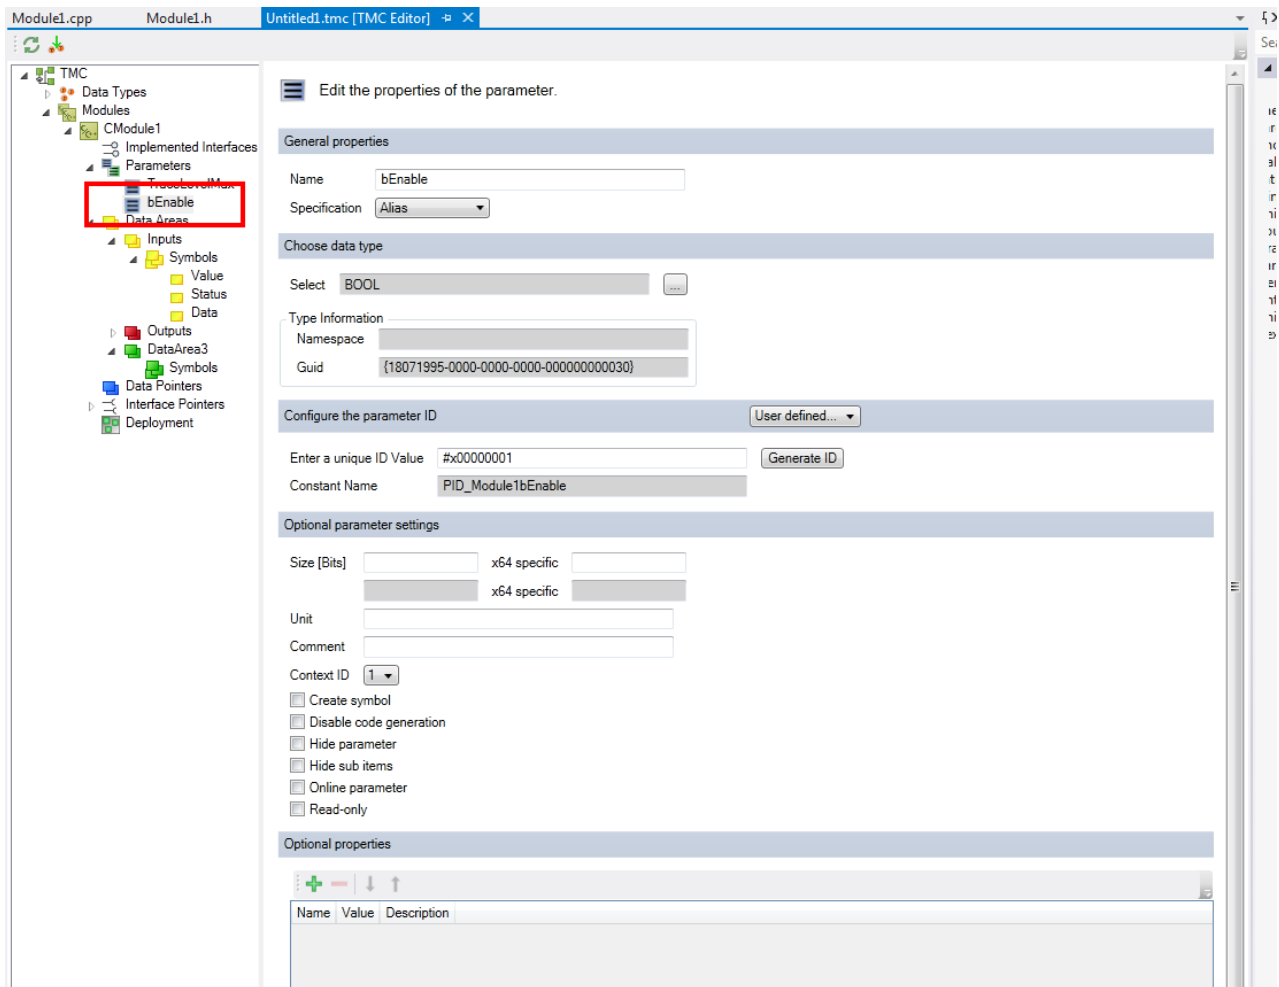 Module1.cpp Module1.h Untitled1.tmc [TMC Editor]
TMC
Data Types
Modules
CModule1
Implemented Interfaces
Parameters
TraceLevelMax
bEnable
Data Areas
Inputs
Symbols
Value
Status
Data
Outputs
DataArea3
Symbols
Data Pointers
Interface Pointers
Deployment
Edit the properties of the parameter.
General properties
Name bEnable
Specification Alias
Choose data type
Select BOOL ...
Type Information
Namespace
Guid {18071995-0000-0000-0000-000000000030}
Configure the parameter ID User defined...
Enter a unique ID Value #x00000001 Generate ID
Constant Name PID_Module1bEnable
Optional parameter settings
Size [Bits] x64 specific
x64 specific
Unit
Comment
Context ID 1
Create symbol
Disable code generation
Hide parameter
Hide sub items
Online parameter
Read-only
Optional properties
Name Value Description